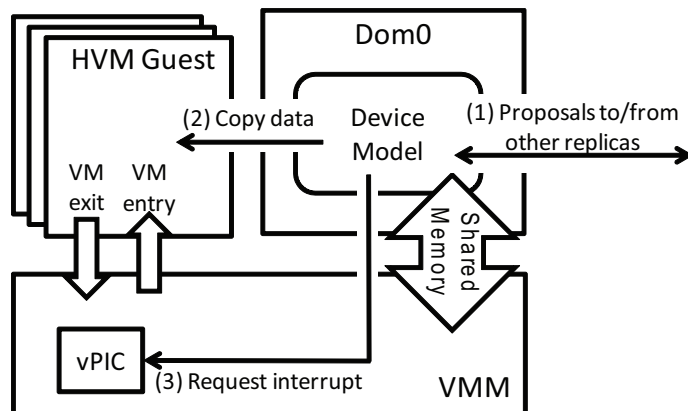 HVM Guest
Dom0
(2) Copy data
Device
Model
(1) Proposals to/from
other replicas
VM
exit
VM
entry
Shared
Memory
vPIC
(3) Request interrupt
VMM